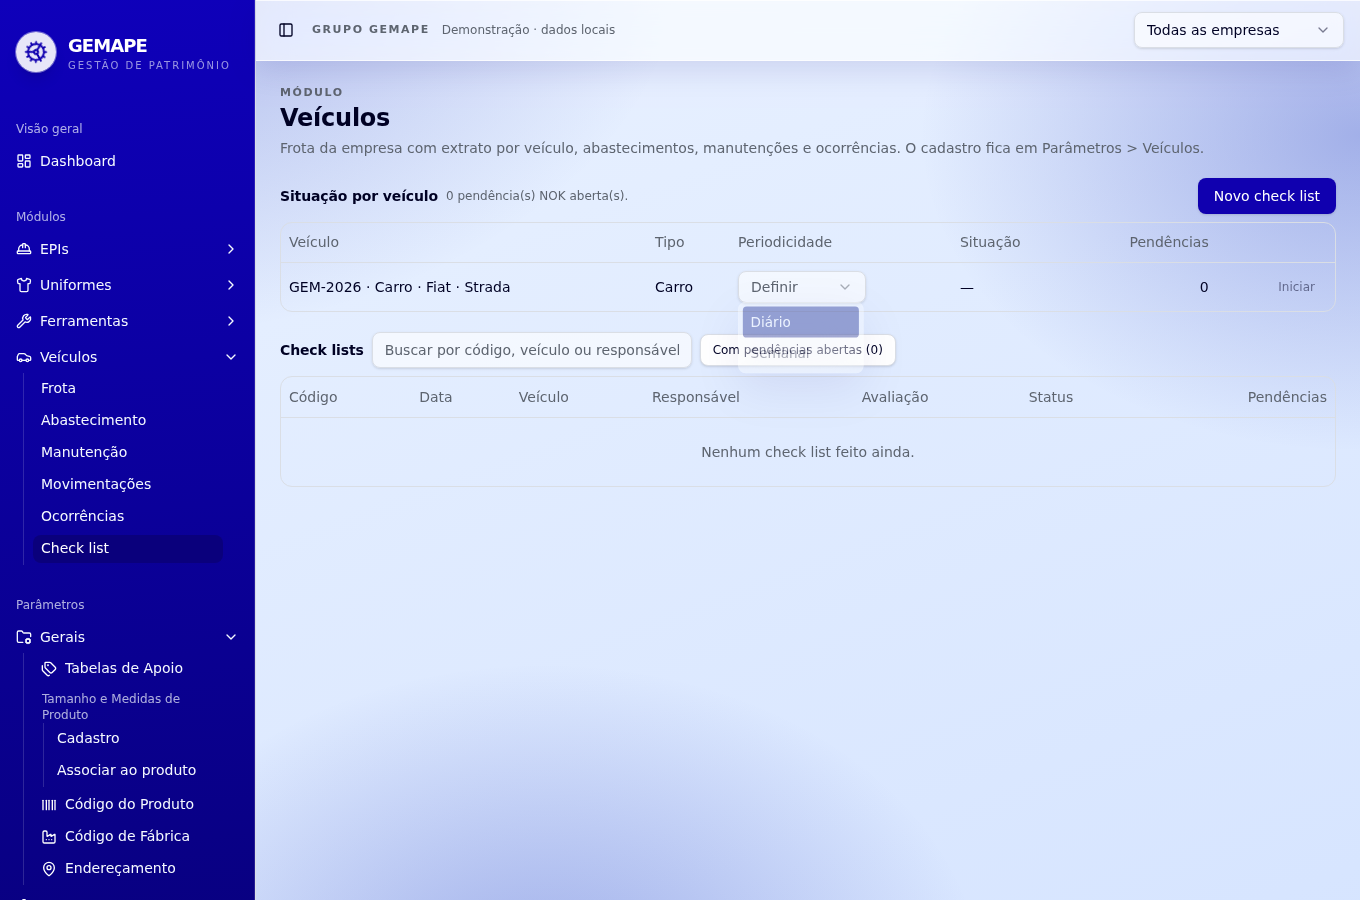 GEMAPE
GESTÃO DE PATRIMÔNIO
Visão geral
Dashboard
Módulos
EPIs
Uniformes
Ferramentas
Veículos
Frota
Abastecimento
Manutenção
Movimentações
Ocorrências
Check list
Parâmetros
Gerais
Tabelas de Apoio
Tamanho e Medidas de
Produto
Cadastro
Associar ao produto
Código do Produto
Código de Fábrica
Endereçamento
GRUPO GEMAPE Demonstração · dados locais Todas as empresas
MÓDULO
Veículos
Frota da empresa com extrato por veículo, abastecimentos, manutenções e ocorrências. O cadastro fica em Parâmetros > Veículos.
Situação por veículo 0 pendência(s) NOK aberta(s). Novo check list
Veículo Tipo Periodicidade Situação Pendências
GEM-2026 · Carro · Fiat · Strada Carro Definir — 0 Iniciar
Diário
Semanal
Check lists Buscar por código, veículo ou responsável Com pendências abertas (0)
Código Data Veículo Responsável Avaliação Status Pendências
Nenhum check list feito ainda.